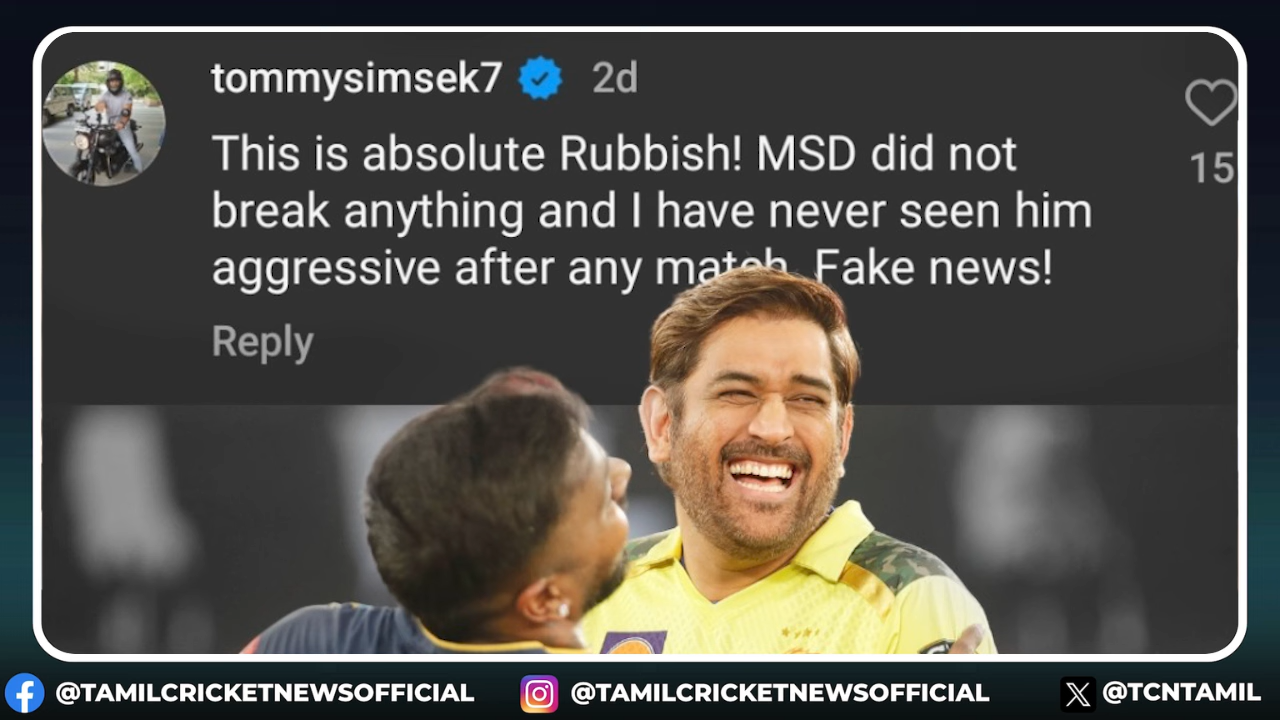 tommysimsek7 2d
This is absolute Rubbish! MSD did not
15
break anything and I have never seen him
aggressive after any match. Fake news!
Reply
@TAMILCRICKETNEWSOFFICIAL @TAMILCRICKETNEWSOFFICIAL @TCNTAMIL